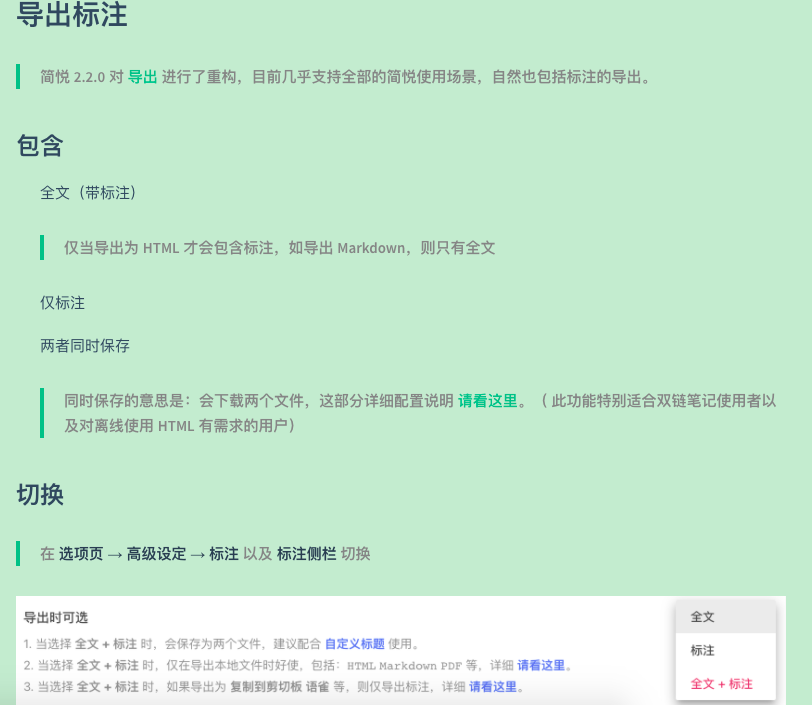 导出标注
简悦 2.2.0 对 导出 进行了重构，目前几乎支持全部的简悦使用场景，自然也包括标注的导出。
包含
全文（带标注）
仅当导出为 HTML 才会包含标注，如导出 Markdown，则只有全文
仅标注
两者同时保存
同时保存的意思是：会下载两个文件，这部分详细配置说明 请看这里。（ 此功能特别适合双链笔记使用者以
及对离线使用 HTML 有需求的用户）
切换
在 选项页 → 高级设定 → 标注 以及 标注侧栏 切换
导出时可选
1. 当选择 全文 + 标注 时，会保存为两个文件，建议配合 自定义标题 使用。
2. 当选择 全文 + 标注 时，仅在导出本地文件时好使，包括：HTML Markdown PDF 等，详细 请看这里。
3. 当选择 全文 + 标注 时，如果导出为 复制到剪切板 语雀 等，则仅导出标注，详细 请看这里。
全文
标注
全文 + 标注